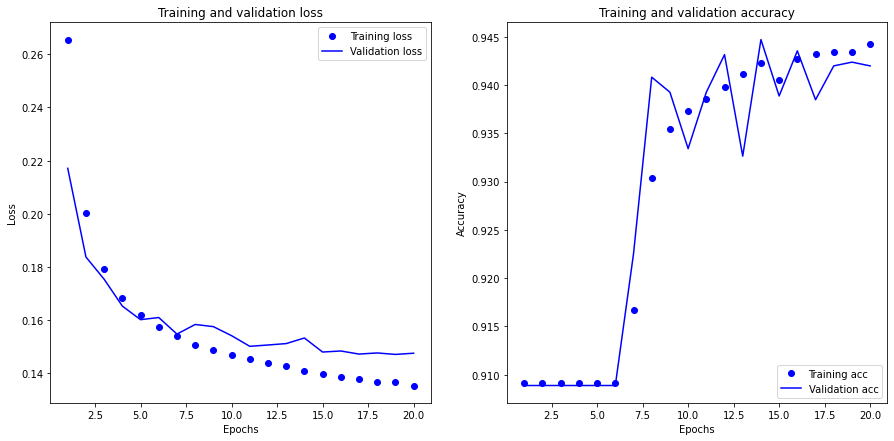 Training and validation loss
Training loss
Validation loss
0.26
0.24
0.22
0.20
0.18
0.16
0.14
Loss
2.5 5.0 7.5 10.0 12.5 15.0 17.5 20.0
Epochs
Training and validation accuracy
0.945
0.940
0.935
0.930
0.925
0.920
0.915
0.910
Accuracy
Training acc
Validation acc
2.5 5.0 7.5 10.0 12.5 15.0 17.5 20.0
Epochs